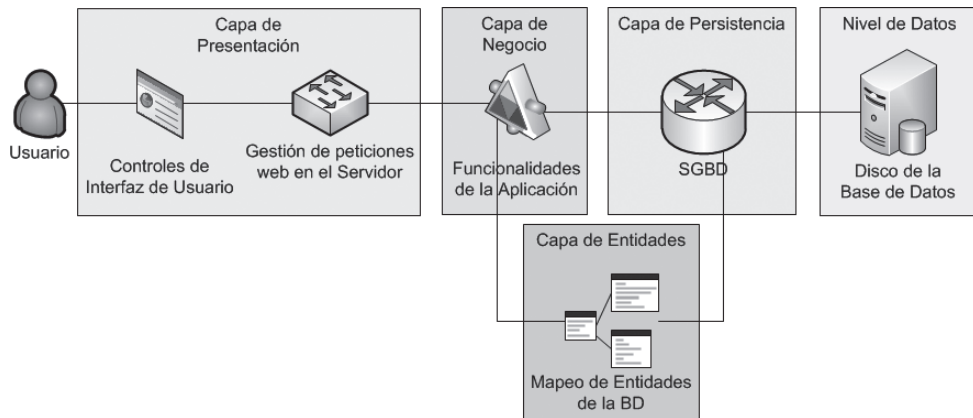 Capa de
Presentación
Capa de
Negocio
Capa de Persistencia
Nivel de Datos
Usuario
Controles de
Interfaz de Usuario
Gestión de peticiones
web en el Servidor
Funcionalidades
de la Aplicación
SGBD
Disco de la
Base de Datos
Capa de Entidades
Mapeo de Entidades
de la BD